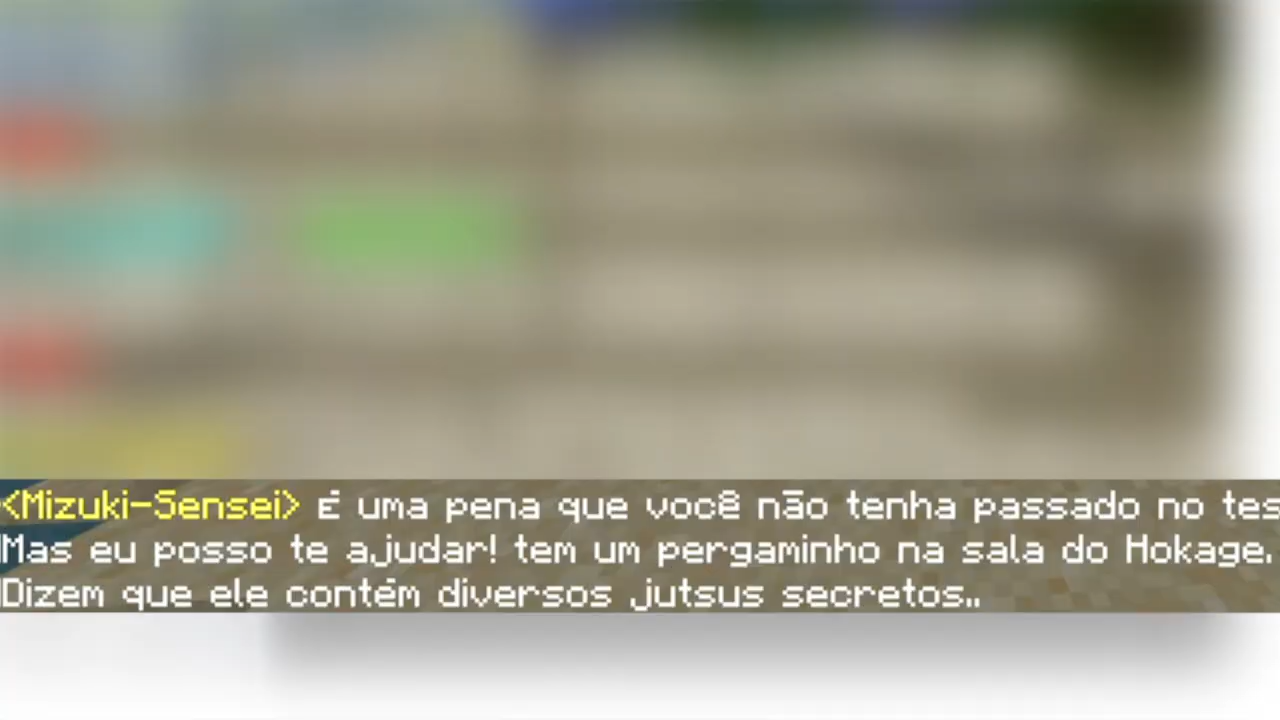 <Mizuki-Sensei> É uma pena que você não tenha passado no tes
Mas eu posso te ajudar! tem um pergaminho na sala do Hokage.
Dizem que ele contém diversos jutsus secretos..